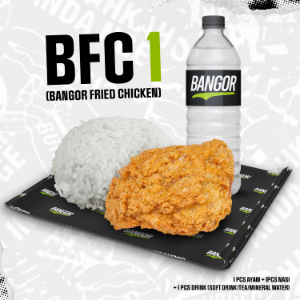 BFC 1
(BANGOR FRIED CHICKEN)
BANGOR
BANGOR
1 PCS AYAM + 1PCS NASI
+ 1 PCS DRINK (SOFT DRINK/TEA/MINERAL WATER)